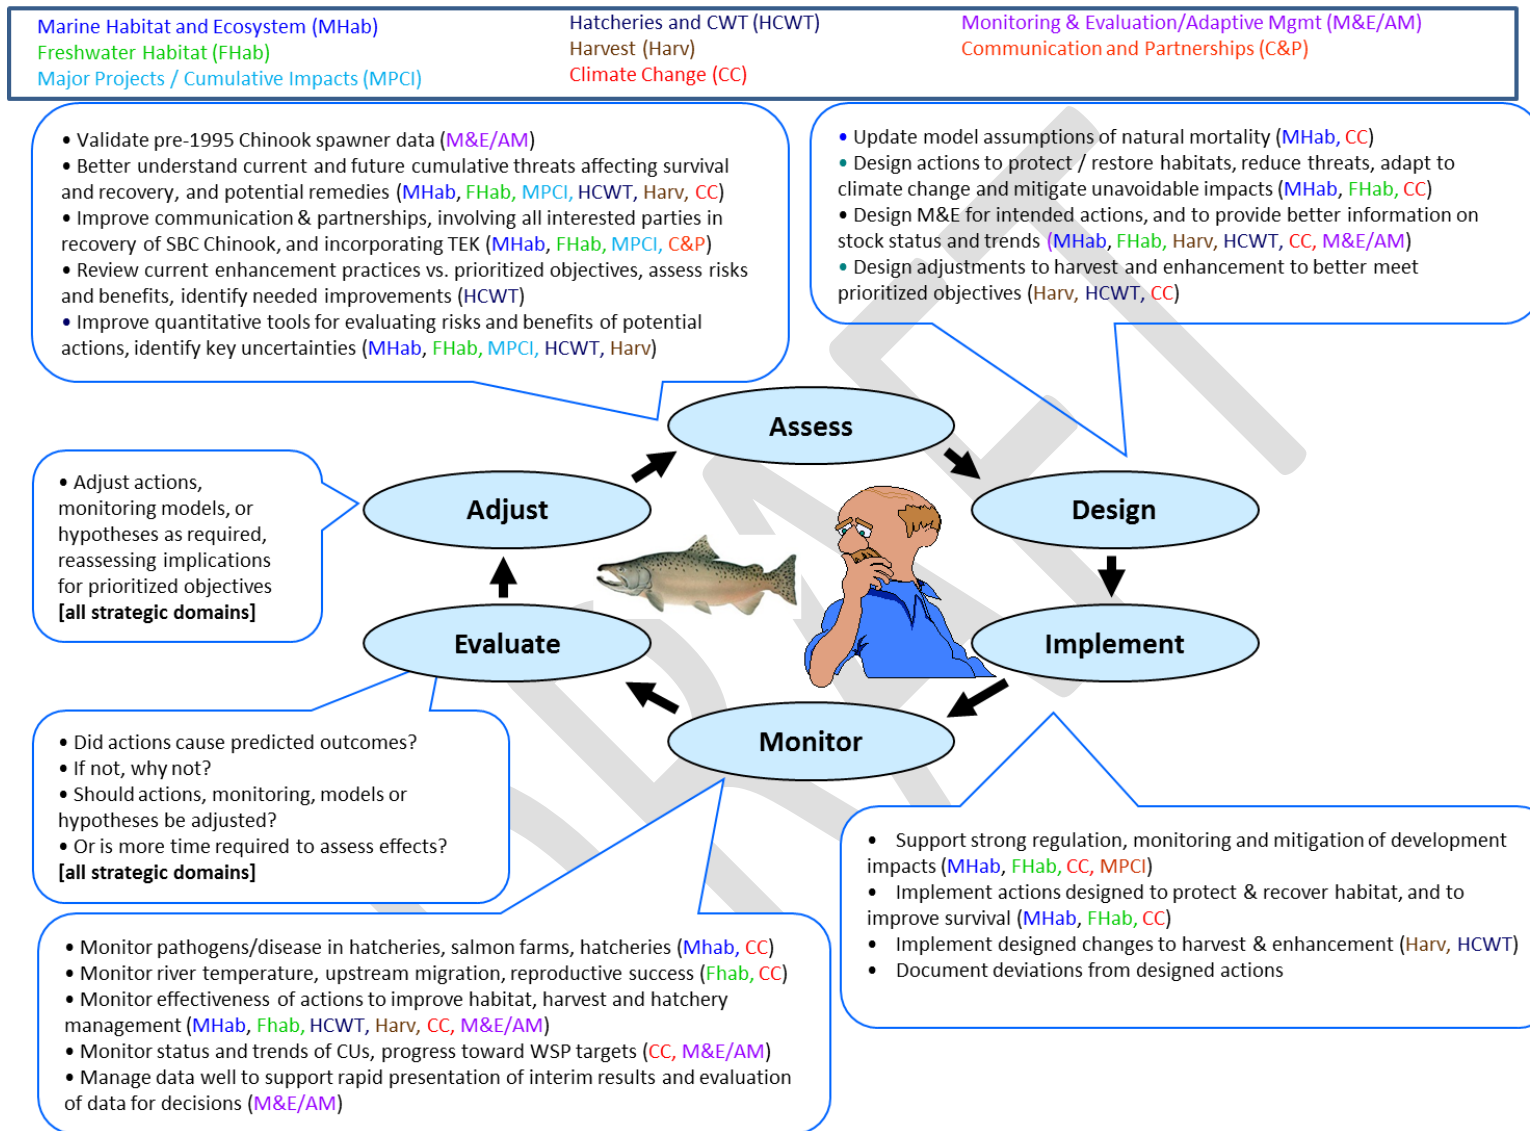 Marine Habitat and Ecosystem (MHab)
Freshwater Habitat (FHab)
Major Projects / Cumulative Impacts (MPCI)
Hatcheries and CWT (HCWT)
Harvest (Harv)
Climate Change (CC)
Monitoring & Evaluation/Adaptive Mgmt (M&E/AM)
Communication and Partnerships (C&P)
• Validate pre-1995 Chinook spawner data (M&E/AM)
• Better understand current and future cumulative threats affecting survival
and recovery, and potential remedies (MHab, FHab, MPCI, HCWT, Harv, CC)
• Improve communication & partnerships, involving all interested parties in
recovery of SBC Chinook, and incorporating TEK (MHab, FHab, MPCI, C&P)
• Review current enhancement practices vs. prioritized objectives, assess risks
and benefits, identify needed improvements (HCWT)
• Improve quantitative tools for evaluating risks and benefits of potential
actions, identify key uncertainties (MHab, FHab, MPCI, HCWT, Harv)
• Update model assumptions of natural mortality (MHab, CC)
• Design actions to protect / restore habitats, reduce threats, adapt to
climate change and mitigate unavoidable impacts (MHab, FHab, CC)
• Design M&E for intended actions, and to provide better information on
stock status and trends (MHab, FHab, Harv, HCWT, CC, M&E/AM)
• Design adjustments to harvest and enhancement to better meet
prioritized objectives (Harv, HCWT, CC)
Assess
Design
Implement
Monitor
Evaluate
Adjust
• Adjust actions,
monitoring models, or
hypotheses as required,
reassessing implications
for prioritized objectives
[all strategic domains]
• Did actions cause predicted outcomes?
• If not, why not?
• Should actions, monitoring, models or
hypotheses be adjusted?
• Or is more time required to assess effects?
[all strategic domains]
• Support strong regulation, monitoring and mitigation of development
impacts (MHab, FHab, CC, MPCI)
• Implement actions designed to protect & recover habitat, and to
improve survival (MHab, FHab, CC)
• Implement designed changes to harvest & enhancement (Harv, HCWT)
• Document deviations from designed actions
• Monitor pathogens/disease in hatcheries, salmon farms, hatcheries (Mhab, CC)
• Monitor river temperature, upstream migration, reproductive success (Fhab, CC)
• Monitor effectiveness of actions to improve habitat, harvest and hatchery
management (MHab, Fhab, HCWT, Harv, CC, M&E/AM)
• Monitor status and trends of CUs, progress toward WSP targets (CC, M&E/AM)
• Manage data well to support rapid presentation of interim results and evaluation
of data for decisions (M&E/AM)
DRAFT